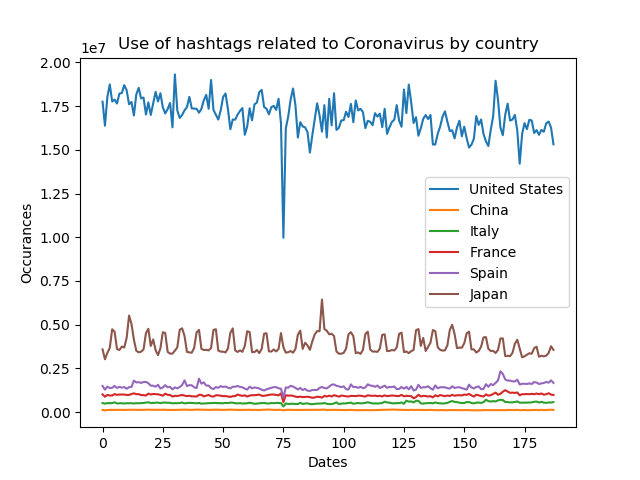 Use of hashtags related to Coronavirus by country
1e7
2.00
1.75
1.50
1.25
1.00
0.75
0.50
0.25
0.00
Occurances
United States
China
Italy
France
Spain
Japan
0 25 50 75 100 125 150 175
Dates